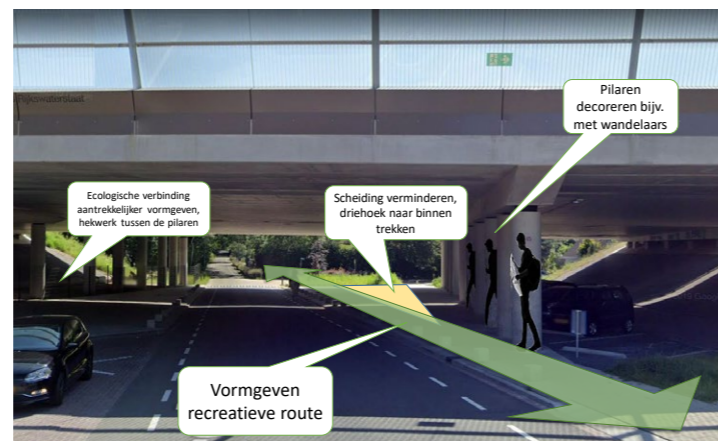 Rijkswaterstaat
Pilaren
decoreren bijv.
met wandelaars
Ecologische verbinding
aantrekkelijker vormgeven,
hekwerk tussen de pilaren
Scheiding verminderen,
driehoek naar binnen
trekken
Vormgeven
recreatieve route